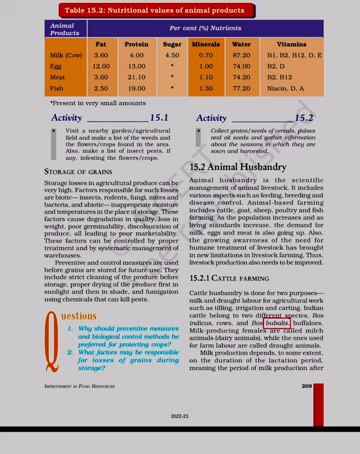 Table 15.2: Nutritional values of animal products
Animal Products Per cent (%) Nutrients
Fat Protein Sugar Minerals Water Vitamins
Milk (Cow) 3.60 4.00 4.50 0.70 87.20 B1, B2, B12, D, E
Egg 12.00 13.00 * 1.00 74.00 B2, D
Meat 3.60 21.10 * 1.10 74.20 B2, B12
Fish 2.50 19.00 * 1.30 77.20 Niacin, D, A
*Present in very small amounts
Activity 15.1
• Visit a nearby garden/agricultural
field and make a list of the weeds and
the flowers/crops found in the area.
Also, make a list of insect pests, if
any, infesting the flowers/crops.
STORAGE OF GRAINS
Storage losses in agricultural produce can be
very high. Factors responsible for such losses
are biotic— insects, rodents, fungi, mites and
bacteria, and abiotic— inappropriate moisture
and temperatures in the place of storage. These
factors cause degradation in quality, loss in
weight, poor germinability, discolouration of
produce, all leading to poor marketability.
These factors can be controlled by proper
treatment and by systematic management of
warehouses.
Preventive and control measures are used
before grains are stored for future use. They
include strict cleaning of the produce before
storage, proper drying of the produce first in
sunlight and then in shade, and fumigation
using chemicals that can kill pests.
Questions
1. Why should preventive measures
and biological control methods be
preferred for protecting crops?
2. What factors may be responsible
for losses of grains during
storage?
Activity 15.2
• Collect grains/seeds of cereals, pulses
and oil seeds and gather information
about the seasons in which they are
sown and harvested.
15.2 Animal Husbandry
Animal husbandry is the scientific
management of animal livestock. It includes
various aspects such as feeding, breeding and
disease control. Animal-based farming
includes cattle, goat, sheep, poultry and fish
farming. As the population increases and as
living standards increase, the demand for
milk, eggs and meat is also going up. Also,
the growing awareness of the need for
humane treatment of livestock has brought
in new limitations in livestock farming. Thus,
livestock production also needs to be improved.
15.2.1 CATTLE FARMING
Cattle husbandry is done for two purposes—
milk and draught labour for agricultural work
such as tilling, irrigation and carting. Indian
cattle belong to two different species, Bos
indicus, cows, and Bos bubalis, buffaloes.
Milk-producing females are called milch
animals (dairy animals), while the ones used
for farm labour are called draught animals.
Milk production depends, to some extent,
on the duration of the lactation period,
meaning the period of milk production after
IMPROVEMENT IN FOOD RESOURCES 209
2022-23